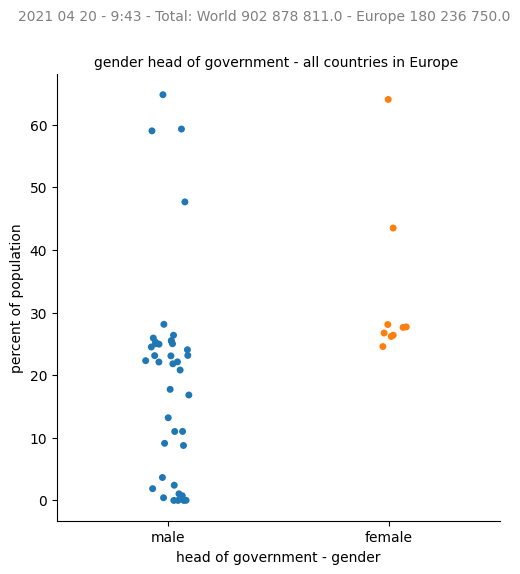 2021 04 20 - 9:43 - Total: World 902 878 811.0 - Europe 180 236 750.0
gender head of government - all countries in Europe
percent of population
60
50
40
30
20
10
0
male female
head of government - gender